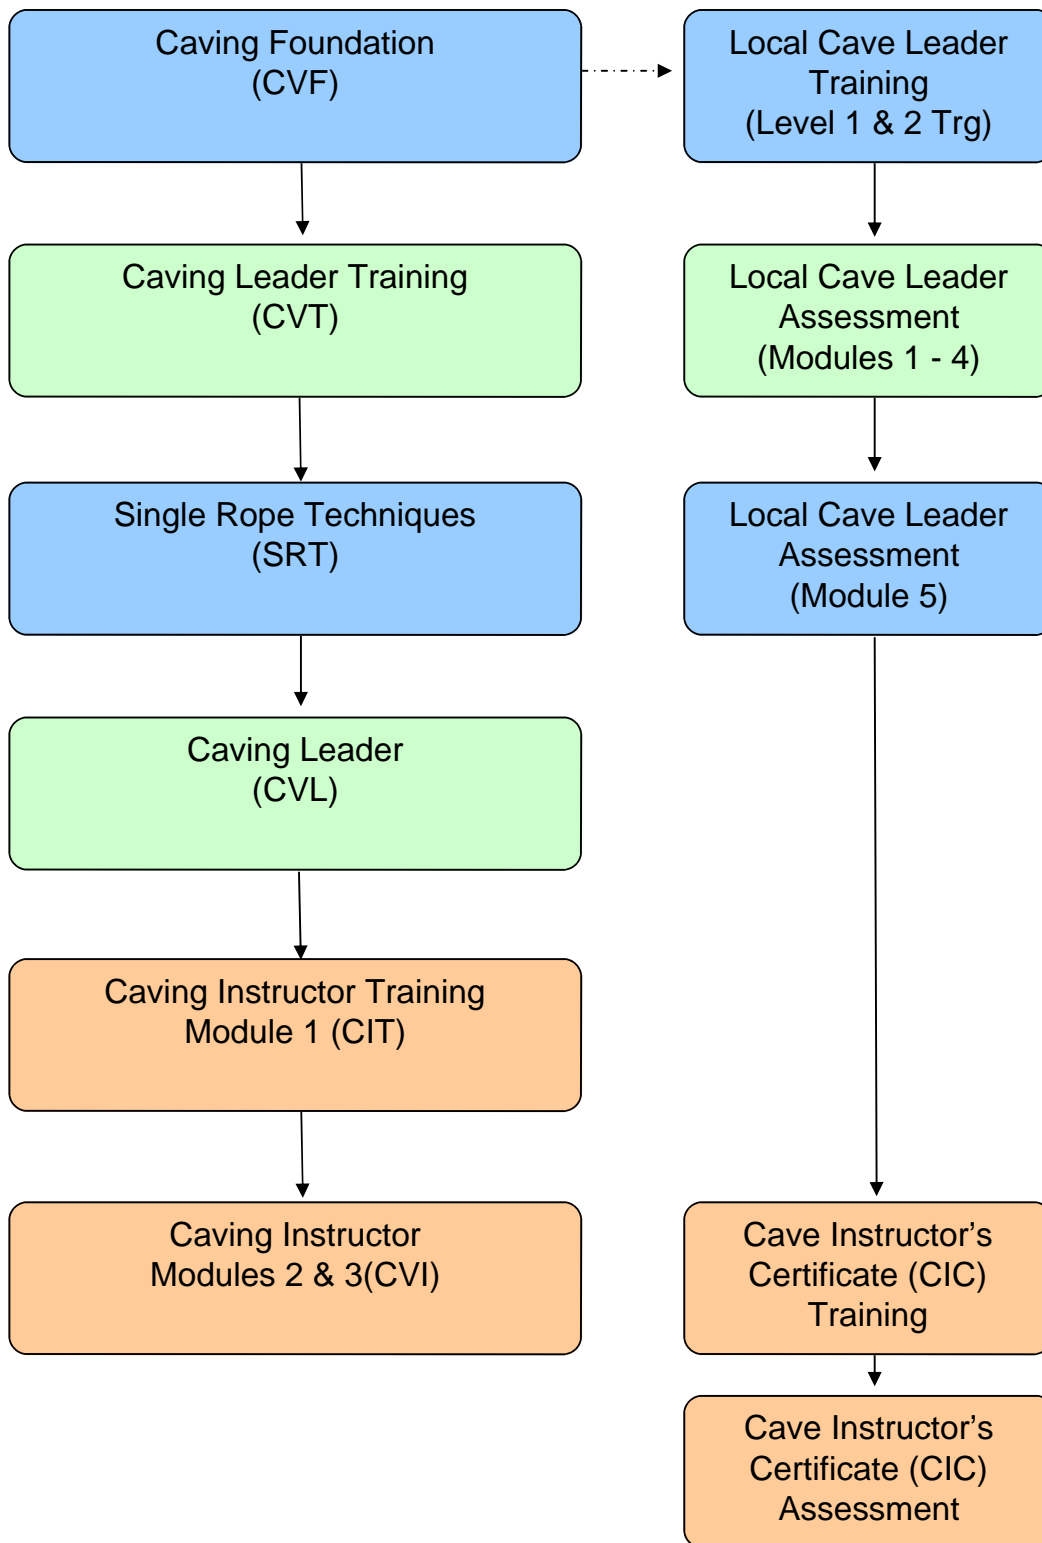 Caving Foundation
(CVF)
Local Cave Leader
Training
(Level 1 & 2 Trg)
Caving Leader Training
(CVT)
Local Cave Leader
Assessment
(Modules 1 - 4)
Single Rope Techniques
(SRT)
Local Cave Leader
Assessment
(Module 5)
Caving Leader
(CVL)
Caving Instructor Training
Module 1 (CIT)
Caving Instructor
Modules 2 & 3(CVI)
Cave Instructor’s
Certificate (CIC)
Training
Cave Instructor’s
Certificate (CIC)
Assessment